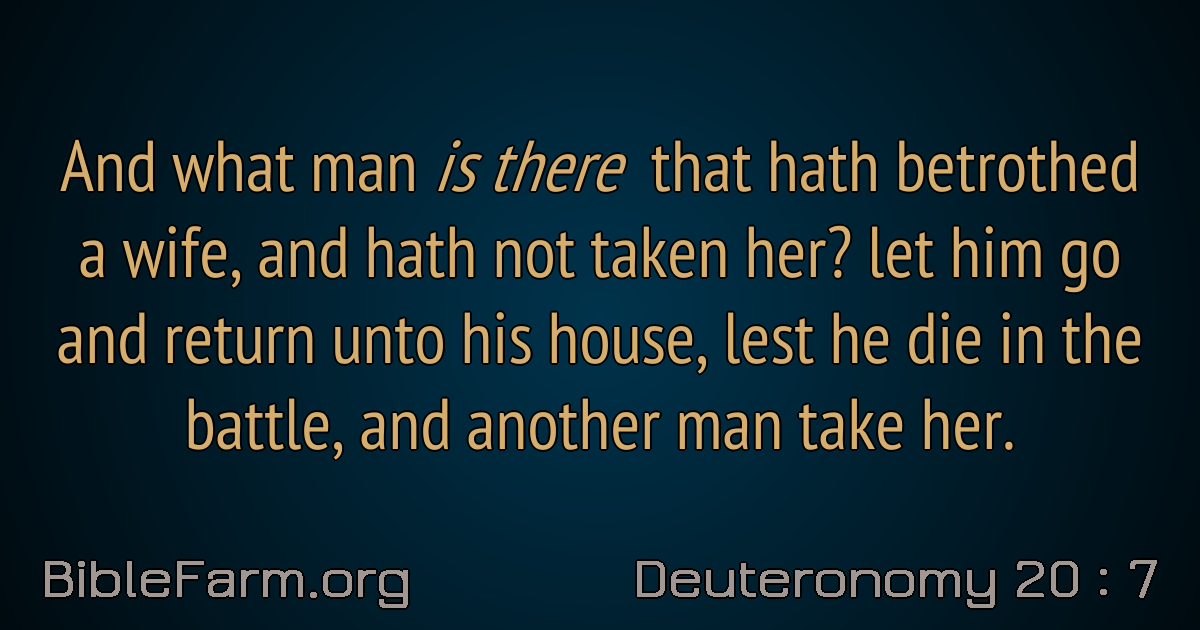 And what man is there that hath betrothed
a wife, and hath not taken her? let him go
and return unto his house, lest he die in the
battle, and another man take her.
BibleFarm.org
Deuteronomy 20 : 7